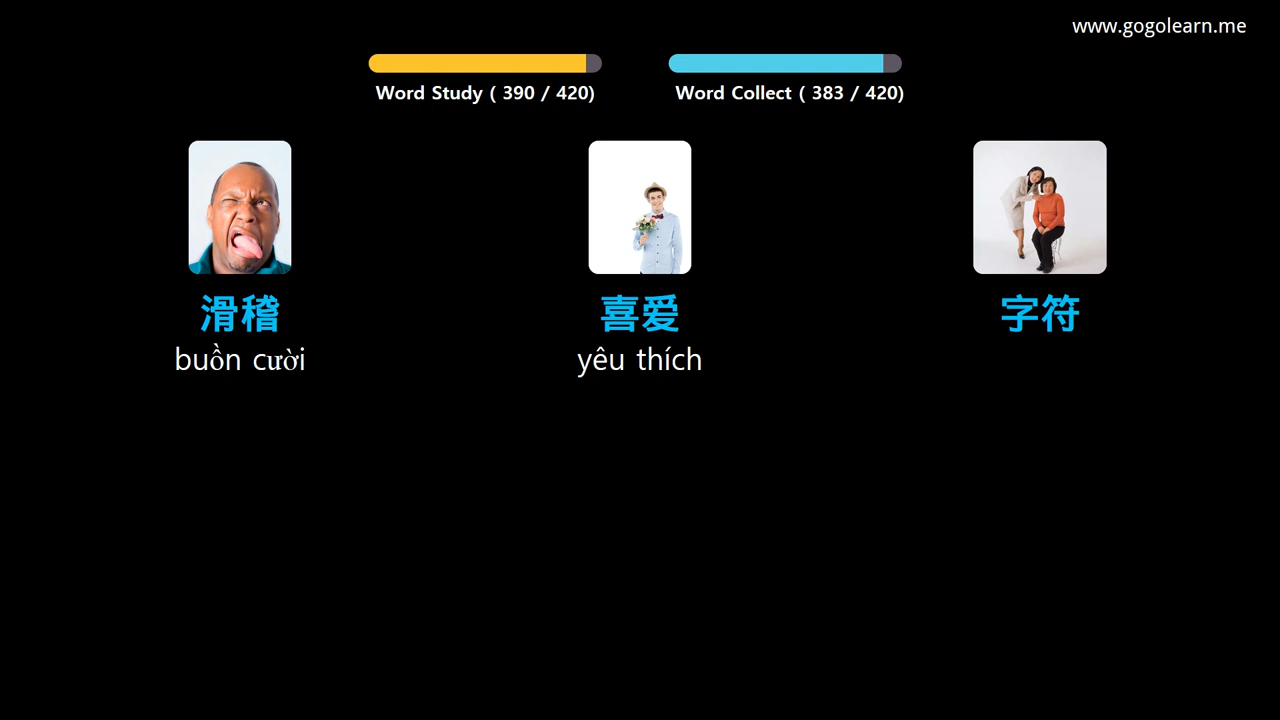 www.gogolearn.me
Word Study ( 390 / 420)
Word Collect ( 383 / 420)
滑稽
喜爱
字符
buồn cười
yêu thích